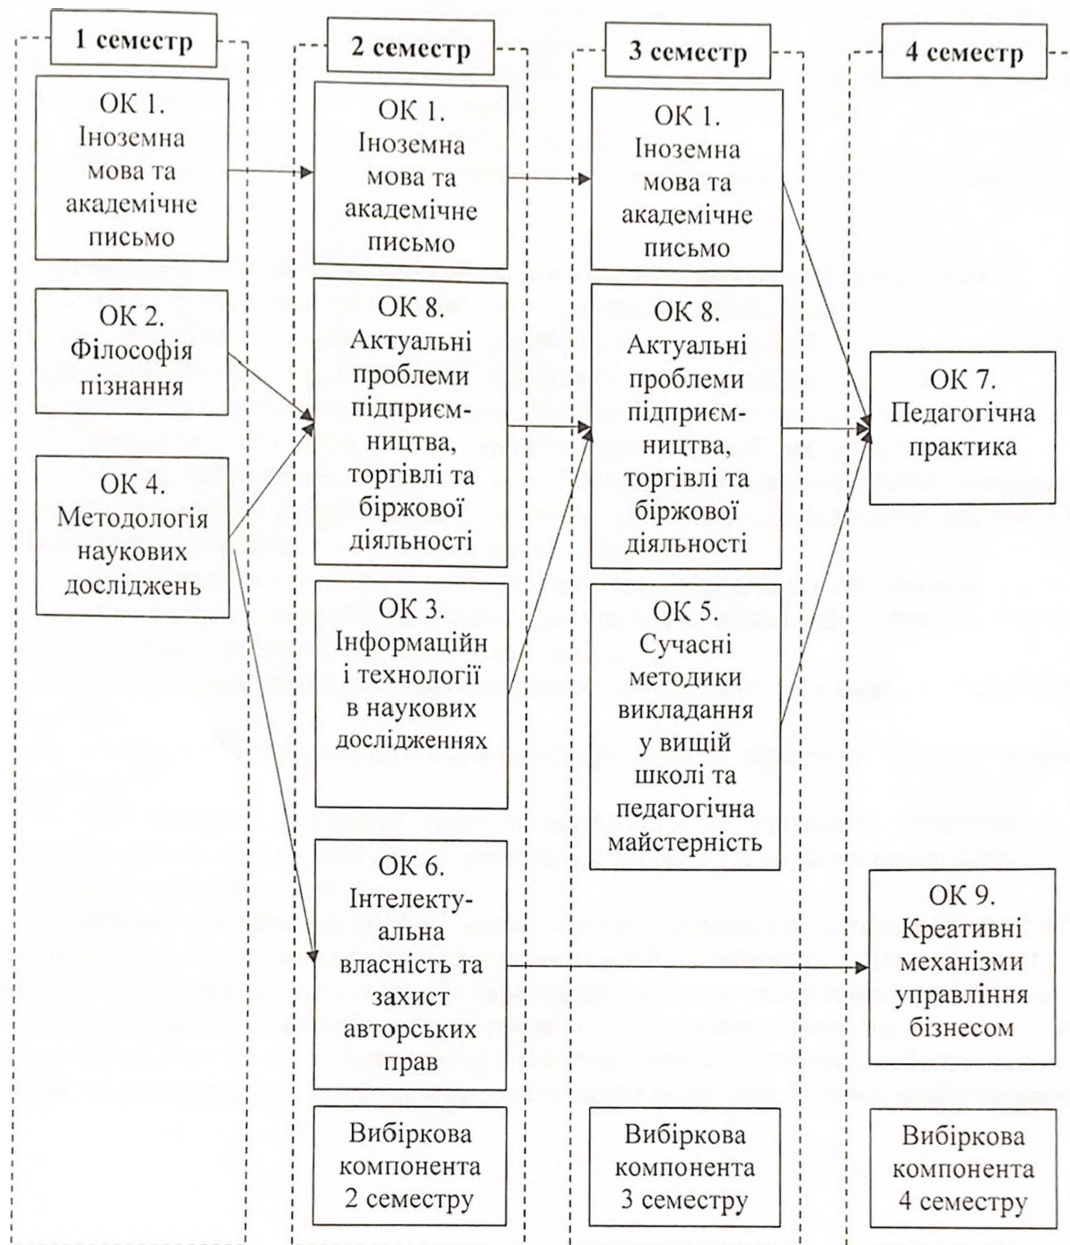 1 семестр
ОК 1.
Іноземна
мова та
академічне
письмо
ОК 2.
Філософія
пізнання
ОК 4.
Методологія
наукових
досліджень
2 семестр
ОК 1.
Іноземна
мова та
академічне
письмо
ОК 8.
Актуальні
проблеми
підприєм-
ництва,
торгівлі та
біржової
діяльності
ОК 3.
Інформаційн
і технології
в наукових
дослідженнях
ОК 6.
Інтелекту-
альна
власність та
захист
авторських
прав
Вибіркова
компонента
2 семестру
3 семестр
ОК 1.
Іноземна
мова та
академічне
письмо
ОК 8.
Актуальні
проблеми
підприєм-
ництва,
торгівлі та
біржової
діяльності
ОК 5.
Сучасні
методики
викладання
у вищій
школі та
педагогічна
майстерність
Вибіркова
компонента
3 семестру
4 семестр
ОК 7.
Педагогічна
практика
ОК 9.
Креативні
механізми
управління
бізнесом
Вибіркова
компонента
4 семестру